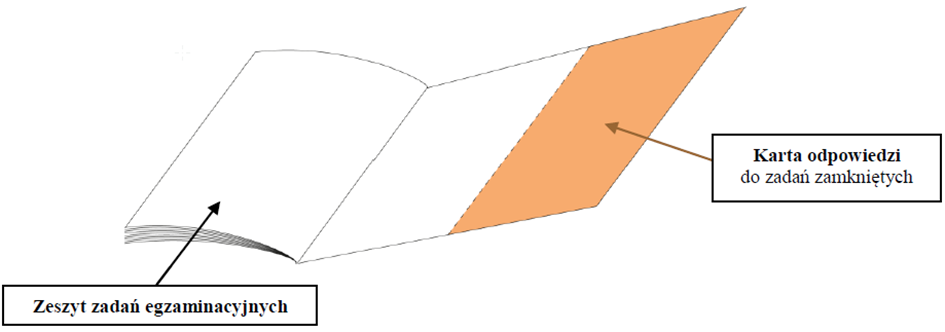 Karta odpowiedzi
do zadań zamkniętych
Zeszyt zadań egzaminacyjnych